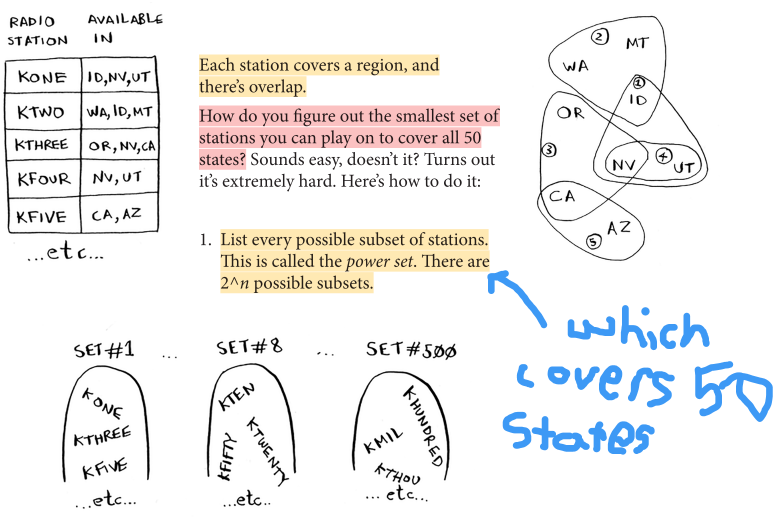 RADIO STATION
AVAILABLE IN
KONE
ID,NV,UT
KTWO
WA,ID,MT
KTHREE
OR,NV,CA
KFOUR
NV,UT
KFIVE
CA,AZ
...etc...
Each station covers a region, and
there's overlap.
How do you figure out the smallest set of
stations you can play on to cover all 50
states? Sounds easy, doesn't it? Turns out
it's extremely hard. Here's how to do it:
1. List every possible subset of stations.
This is called the power set. There are
2^n possible subsets.
2
MT
WA
1
ID
OR
3
NV
4
UT
CA
AZ
5
which
covers 50
states
SET#1
...
SET#8
...
SET#500
KONE
KTHREE
KFIVE
...etc...
KTEN
KFIFTY
KTWENTY
...etc...
KHUNDRED
KMIL
KTHOU
...etc...